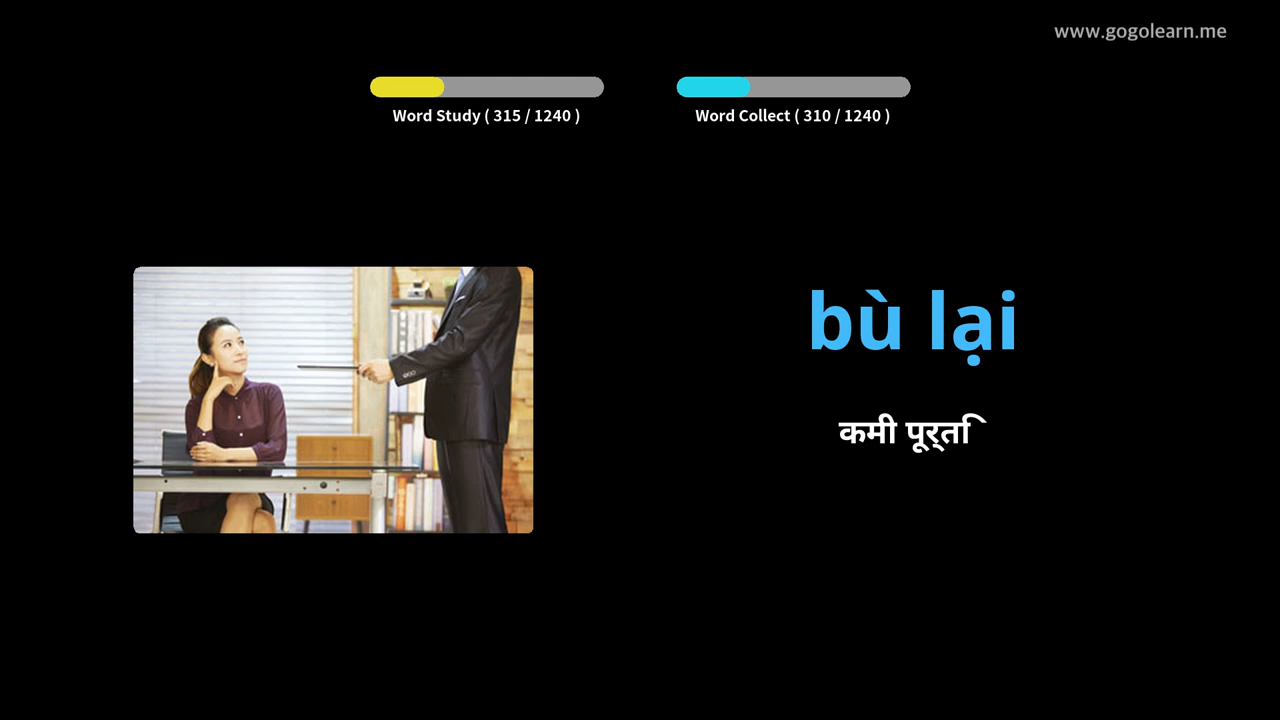 www.gogolearn.me
Word Study ( 315 / 1240 )
Word Collect ( 310 / 1240 )
bù lại
कमी पूर्ति